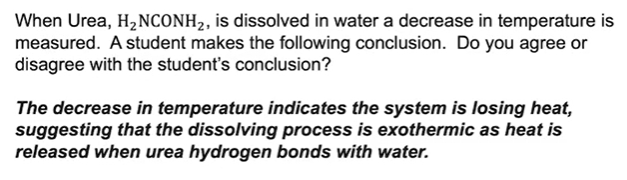 When Urea, H₂NCONH₂, is dissolved in water a decrease in temperature is
measured. A student makes the following conclusion. Do you agree or
disagree with the student's conclusion?
The decrease in temperature indicates the system is losing heat,
suggesting that the dissolving process is exothermic as heat is
released when urea hydrogen bonds with water.